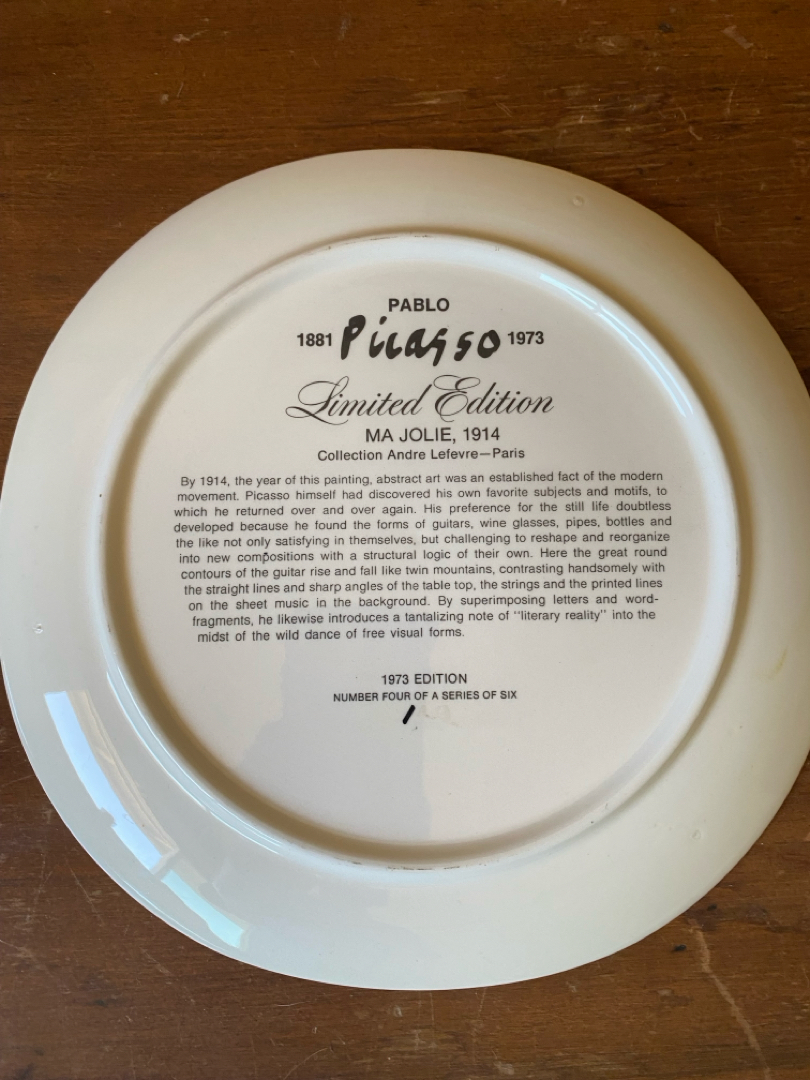 PABLO
1881 Picasso 1973
Limited Edition
MA JOLIE, 1914
Collection Andre Lefevre—Paris
By 1914, the year of this painting, abstract art was an established fact of the modern
movement. Picasso himself had discovered his own favorite subjects and motifs, to
which he returned over and over again. His preference for the still life doubtless
developed because he found the forms of guitars, wine glasses, pipes, bottles and
the like not only satisfying in themselves, but challenging to reshape and reorganize
into new compositions with a structural logic of their own. Here the great round
contours of the guitar rise and fall like twin mountains, contrasting handsomely with
the straight lines and sharp angles of the table top, the strings and the printed lines
on the sheet music in the background. By superimposing letters and word-
fragments, he likewise introduces a tantalizing note of "literary reality" into the
midst of the wild dance of free visual forms.
1973 EDITION
NUMBER FOUR OF A SERIES OF SIX
/